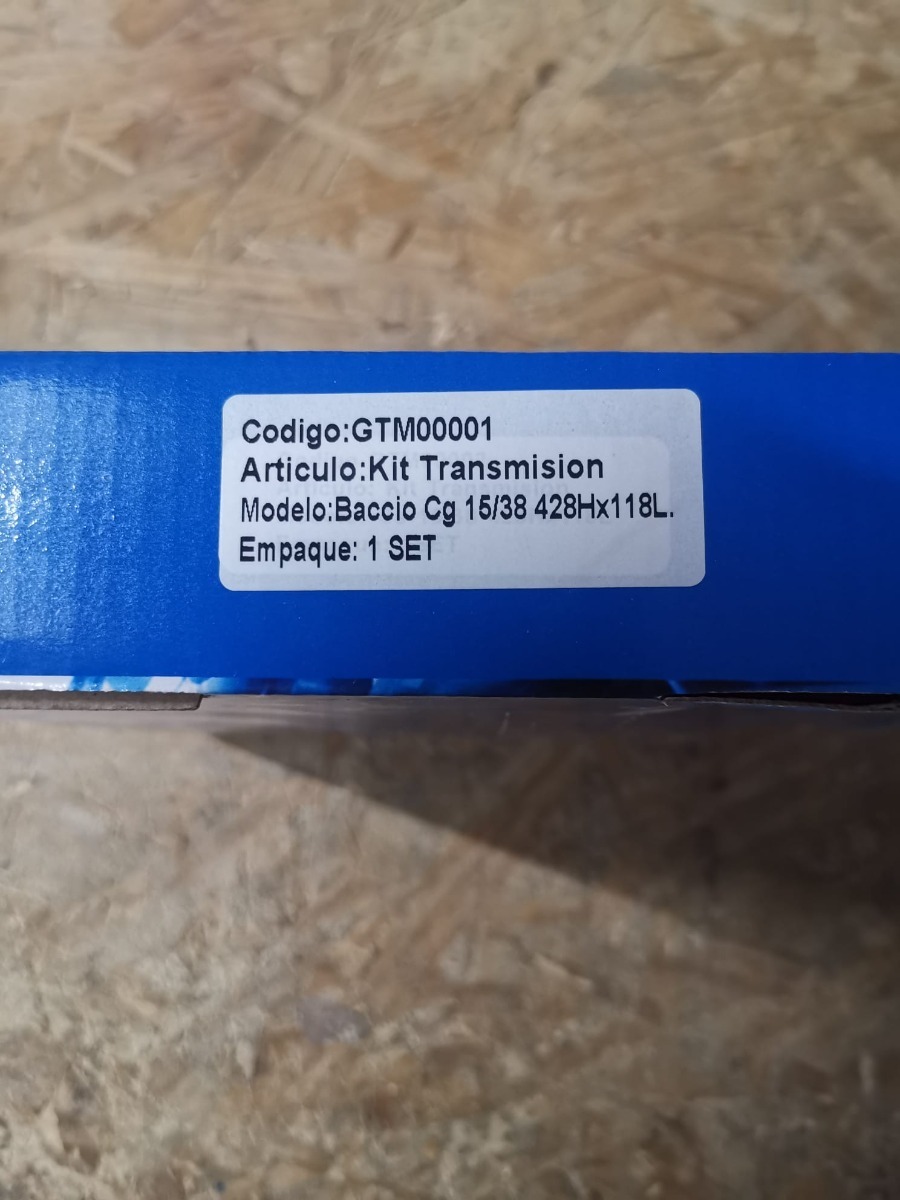 Codigo:GTM00001
Articulo:Kit Transmision
Modelo:Baccio Cg 15/38 428Hx118L.
Empaque: 1 SET